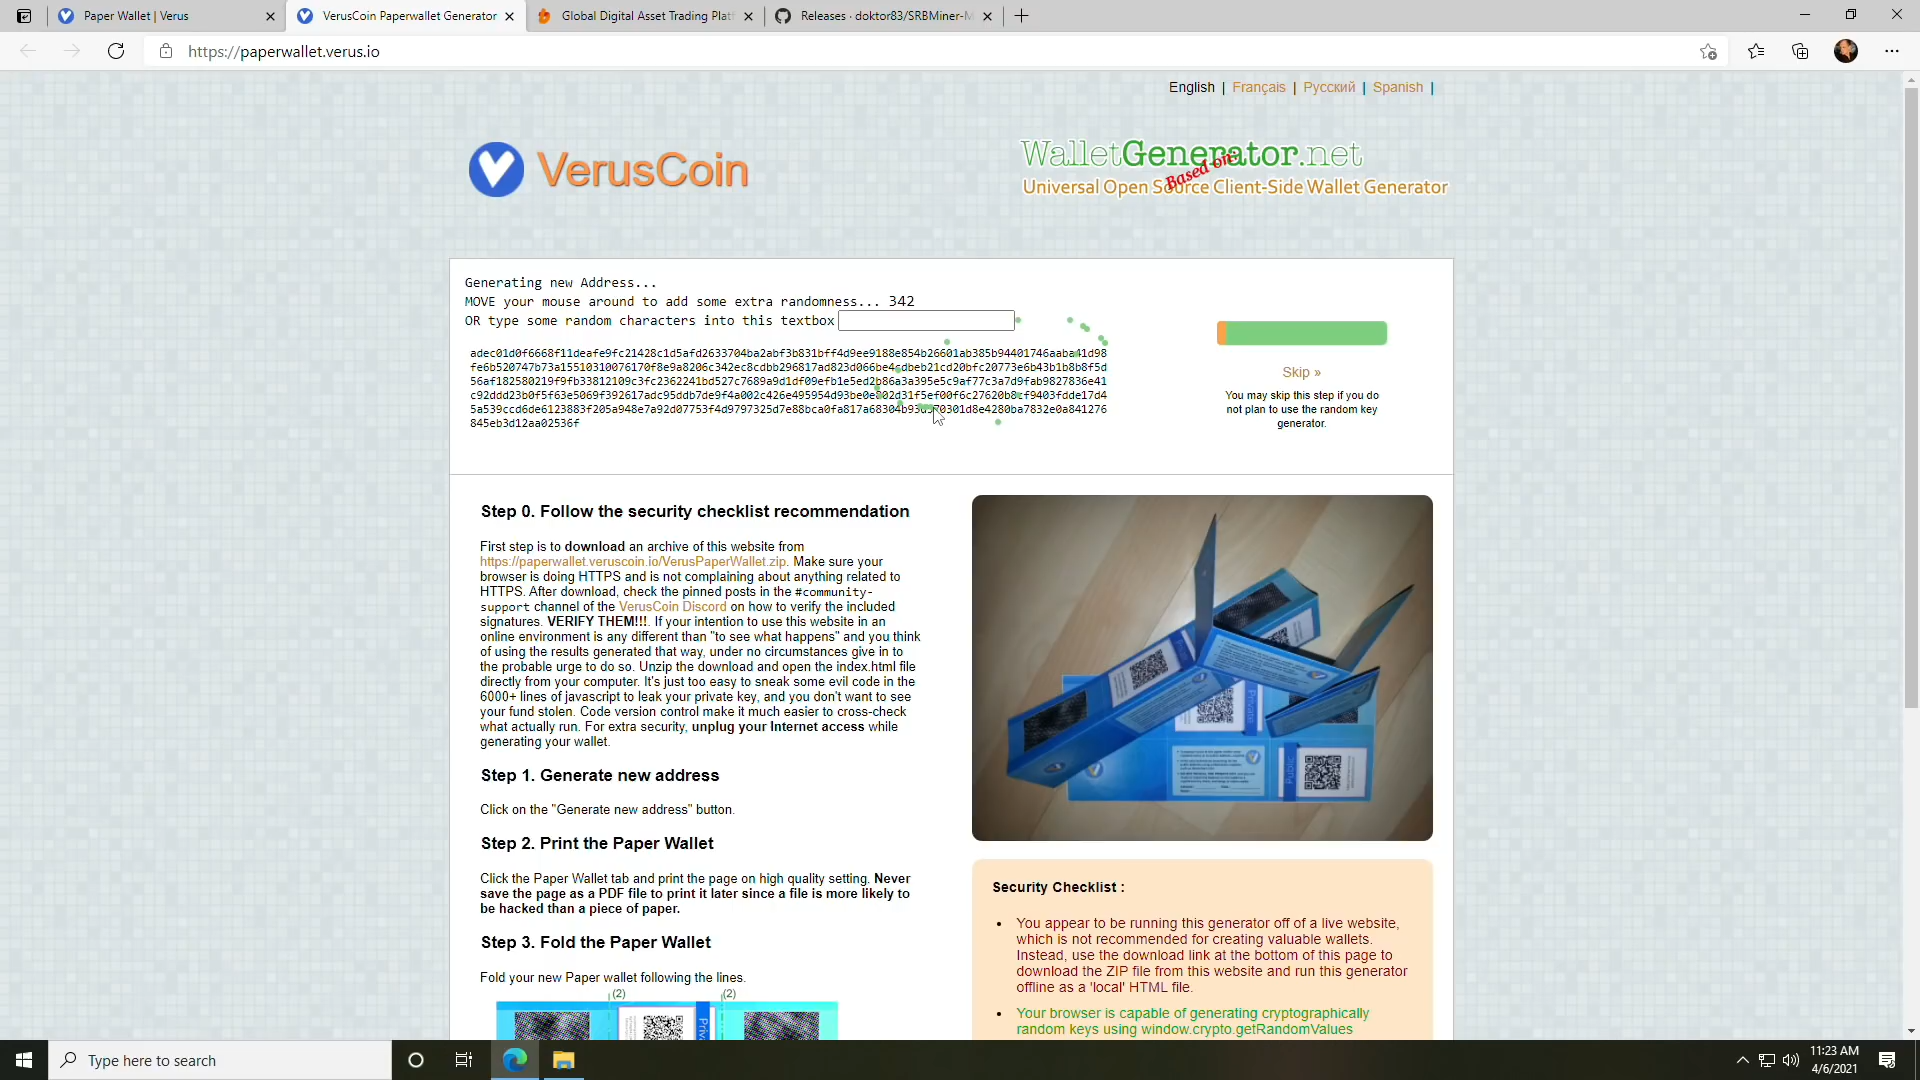 Paper Wallet | Verus
VerusCoin Paperwallet Generator
Global Digital Asset Trading Platf
Releases · doktor83/SRBMiner-M
https://paperwallet.verus.io
English | Français | Русский | Spanish |
VerusCoin
WalletGenerator.net
Based on:
Universal Open Source Client-Side Wallet Generator
Generating new Address...
MOVE your mouse around to add some extra randomness... 342
OR type some random characters into this textbox
845eb3d12aa02536f
Skip »
You may skip this step if you do
not plan to use the random key
generator.
Step 0. Follow the security checklist recommendation
First step is to download an archive of this website from
https://paperwallet.veruscoin.io/VerusPaperWallet.zip. Make sure your
browser is doing HTTPS and is not complaining about anything related to
HTTPS. After download, check the pinned posts in the #community-
support channel of the VerusCoin Discord on how to verify the included
signatures. VERIFY THEM!!!. If your intention to use this website in an
online environment is any different than "to see what happens" and you think
of using the results generated that way, under no circumstances give in to
the probable urge to do so. Unzip the download and open the index.html file
directly from your computer. It's just too easy to sneak some evil code in the
6000+ lines of javascript to leak your private key, and you don't want to see
your fund stolen. Code version control make it much easier to cross-check
what actually run. For extra security, unplug your Internet access while
generating your wallet.
Step 1. Generate new address
Click on the "Generate new address" button.
Step 2. Print the Paper Wallet
Click the Paper Wallet tab and print the page on high quality setting. Never
save the page as a PDF file to print it later since a file is more likely to
be hacked than a piece of paper.
Step 3. Fold the Paper Wallet
Fold your new Paper wallet following the lines.
(2) (2)
Private
Public
Security Checklist :
• You appear to be running this generator off of a live website,
which is not recommended for creating valuable wallets.
Instead, use the download link at the bottom of this page to
download the ZIP file from this website and run this generator
offline as a 'local' HTML file.
• Your browser is capable of generating cryptographically
random keys using window.crypto.getRandomValues
Type here to search
11:23 AM
4/6/2021